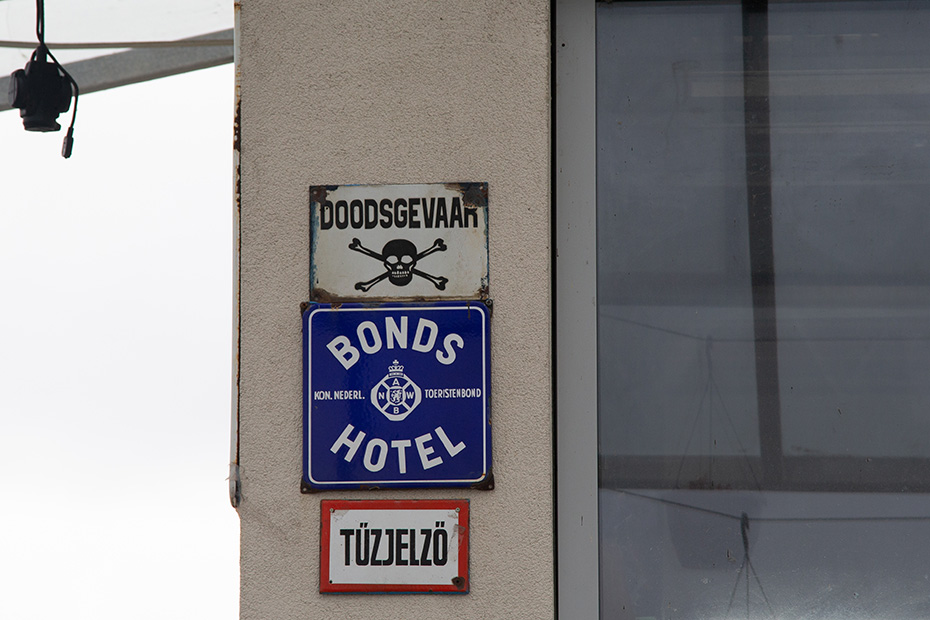 DOODSGEVAAR
BONDS
KON. NEDERL. TOERISTENBOND
A
N W
B
HOTEL
TŰZJELZŐ